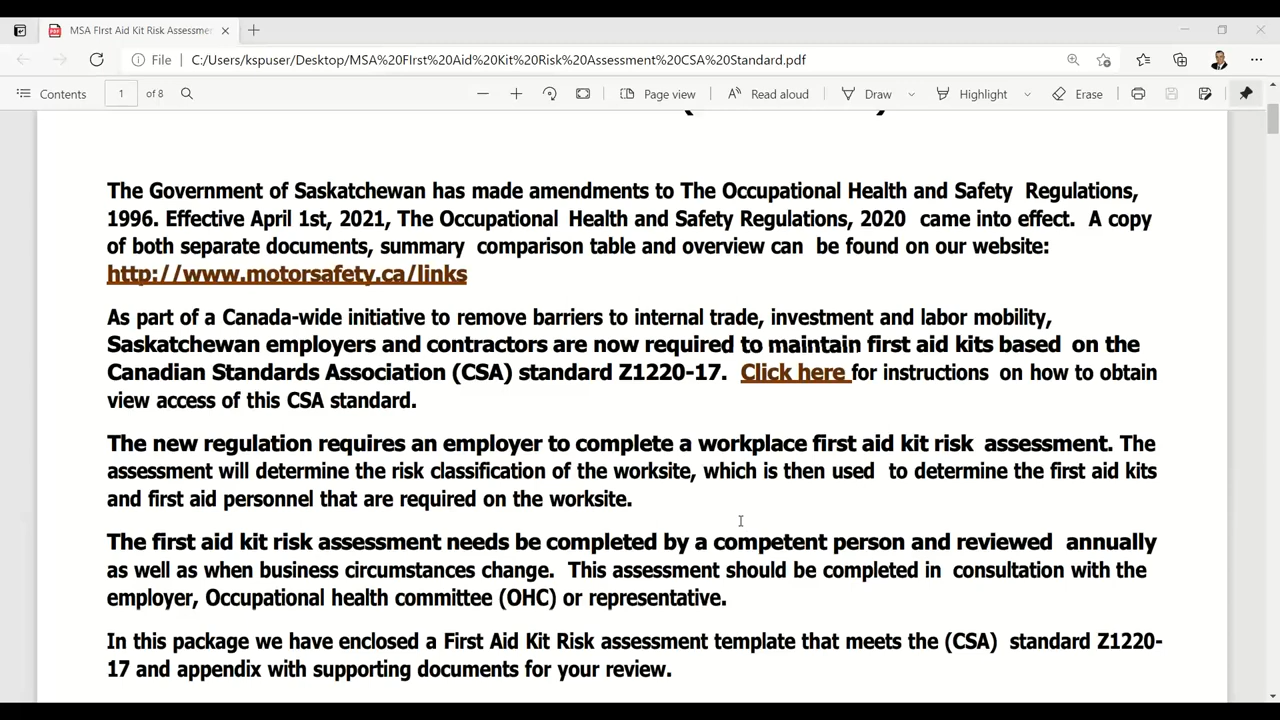 MSA FIrst Aid Kit Risk Assessme
File C:/Users/kspuser/Desktop/MSA%20FIrst%20Aid%20Kit%20Risk%20Assessment%20CSA%20Standard.pdf
Contents 1 of 8 Page view Read aloud Draw Highlight Erase
The Government of Saskatchewan has made amendments to The Occupational Health and Safety Regulations,
1996. Effective April 1st, 2021, The Occupational Health and Safety Regulations, 2020 came into effect. A copy
of both separate documents, summary comparison table and overview can be found on our website:
http://www.motorsafety.ca/links
As part of a Canada-wide initiative to remove barriers to internal trade, investment and labor mobility,
Saskatchewan employers and contractors are now required to maintain first aid kits based on the
Canadian Standards Association (CSA) standard Z1220-17. Click here for instructions on how to obtain
view access of this CSA standard.
The new regulation requires an employer to complete a workplace first aid kit risk assessment. The
assessment will determine the risk classification of the worksite, which is then used to determine the first aid kits
and first aid personnel that are required on the worksite.
The first aid kit risk assessment needs be completed by a competent person and reviewed annually
as well as when business circumstances change. This assessment should be completed in consultation with the
employer, Occupational health committee (OHC) or representative.
In this package we have enclosed a First Aid Kit Risk assessment template that meets the (CSA) standard Z1220-
17 and appendix with supporting documents for your review.